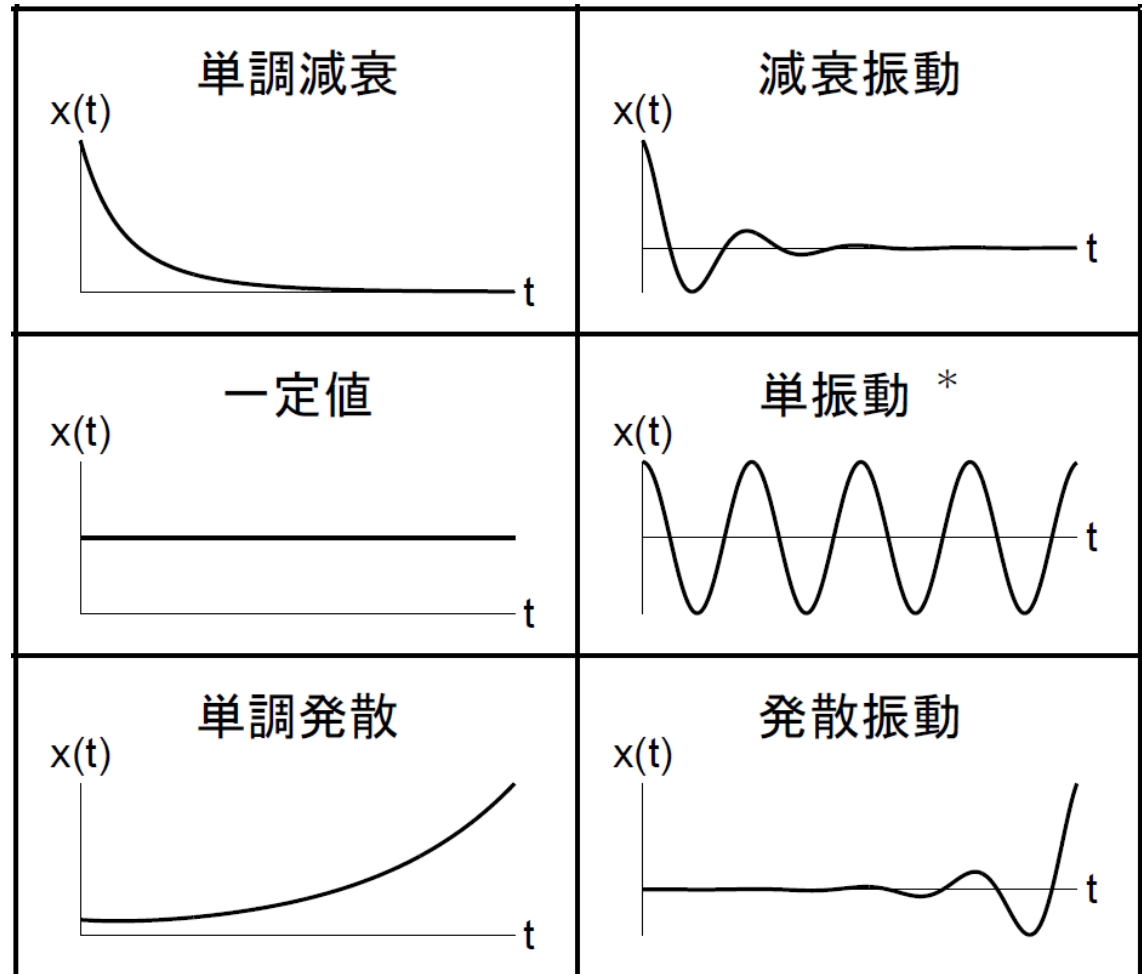 単調減衰
x(t)
t
減衰振動
x(t)
t
一定値
x(t)
t
単振動 *
x(t)
t
単調発散
x(t)
t
発散振動
x(t)
t